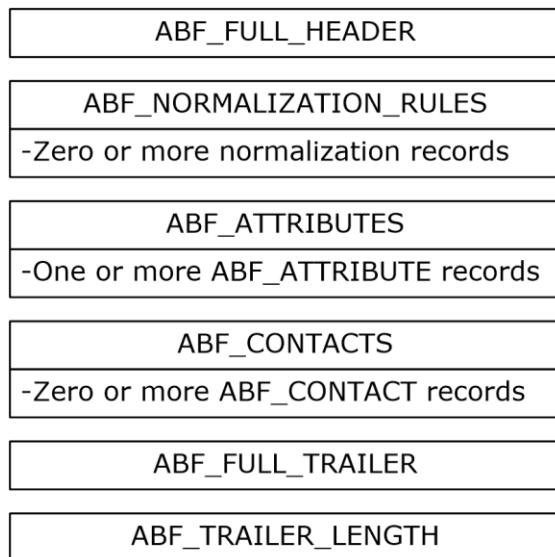 ABF_FULL_HEADER
ABF_NORMALIZATION_RULES
-Zero or more normalization records
ABF_ATTRIBUTES
-One or more ABF_ATTRIBUTE records
ABF_CONTACTS
-Zero or more ABF_CONTACT records
ABF_FULL_TRAILER
ABF_TRAILER_LENGTH